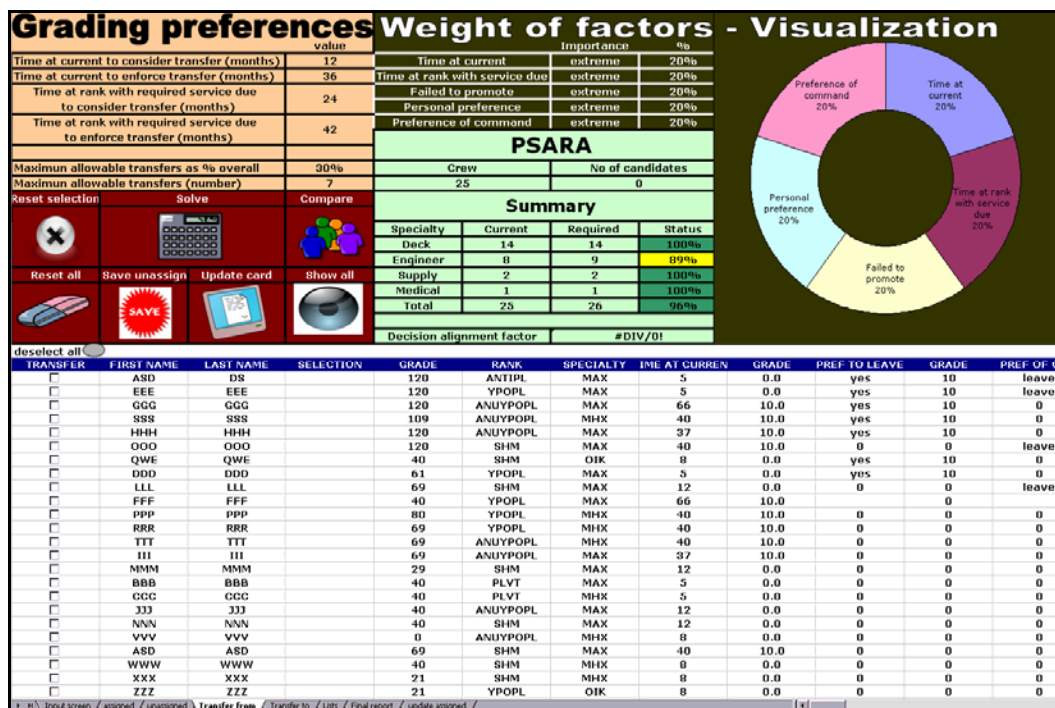 Grading preferences Weight of factors - Visualization
value
Importance %
Time at current to consider transfer (months) 12
Time at current extreme 20%
Time at current to enforce transfer (months) 36
Time at rank with service due extreme 20%
Time at rank with required service due
to consider transfer (months) 24
Failed to promote extreme 20%
Personal preference extreme 20%
Time at rank with required service due
to enforce transfer (months) 42
Preference of command extreme 20%
PSARA
Maximun allowable transfers as % overall 30%
Crew No of candidates
Maximun allowable transfers (number) 7
25 0
Reset selection Solve Compare
Summary
Specialty Current Required Status
Deck 14 14 100%
Engineer 8 9 89%
Supply 2 2 100%
Medical 1 1 100%
Total 25 26 96%
Reset all Save unassign Update card Show all
SAVE
Decision alignment factor #DIV/0!
Preference of
command
20%
Time at
current
20%
Time at rank
with service
due
20%
Failed to
promote
20%
Personal
preference
20%
deselect all
TRANSFER FIRST NAME LAST NAME SELECTION GRADE RANK SPECIALTY IME AT CURREN GRADE PREF TO LEAVE GRADE PREF OF
ASD DS 120 ANTIPL MAX 5 0.0 yes 10 leave
EEE EEE 120 YPOPL MAX 5 0.0 yes 10 leave
GGG GGG 120 ANUYPOPL MAX 66 10.0 yes 10 0
SSS SSS 109 ANUYPOPL MHX 40 10.0 yes 10 0
HHH HHH 120 ANUYPOPL MAX 37 10.0 yes 10 0
OOO OOO 120 SHM MAX 40 10.0 0 0 leave
QWE QWE 40 SHM OIK 8 0.0 yes 10 0
DDD DDD 61 YPOPL MAX 5 0.0 yes 10 0
LLL LLL 69 SHM MAX 12 0.0 0 0 leave
FFF FFF 40 YPOPL MAX 66 10.0 0
PPP PPP 80 YPOPL MHX 40 10.0 0 0 0
RRR RRR 69 YPOPL MHX 40 10.0 0 0 0
TTT TTT 69 ANUYPOPL MHX 40 10.0 0 0 0
III III 69 ANUYPOPL MAX 37 10.0 0 0 0
MMM MMM 29 SHM MAX 12 0.0 0 0 0
BBB BBB 40 PLVT MAX 5 0.0 0 0 0
CCC CCC 40 PLVT MHX 5 0.0 0 0 0
JJJ JJJ 40 ANUYPOPL MAX 12 0.0 0 0 0
NNN NNN 40 SHM MAX 12 0.0 0 0 0
VVV VVV 0 ANUYPOPL MHX 8 0.0 0 0 0
ASD ASD 69 SHM MAX 40 10.0 0 0 0
WWW WWW 40 SHM MHX 8 0.0 0 0 0
XXX XXX 21 SHM MHX 8 0.0 0 0 0
ZZZ ZZZ 21 YPOPL OIK 8 0.0 0 0 0
Input screen / assigned / unassigned / Transfer from / Transfer to / Lists / Final report / update assigned /